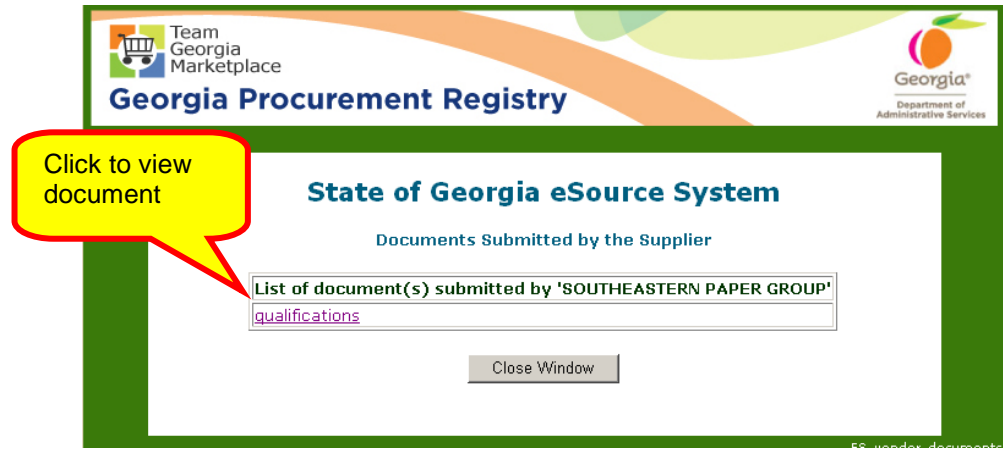 Team
Georgia
Marketplace
Georgia Procurement Registry
Georgia®
Department of
Administrative Services
Click to view
document
State of Georgia eSource System
Documents Submitted by the Supplier
List of document(s) submitted by 'SOUTHEASTERN PAPER GROUP'
qualifications
Close Window